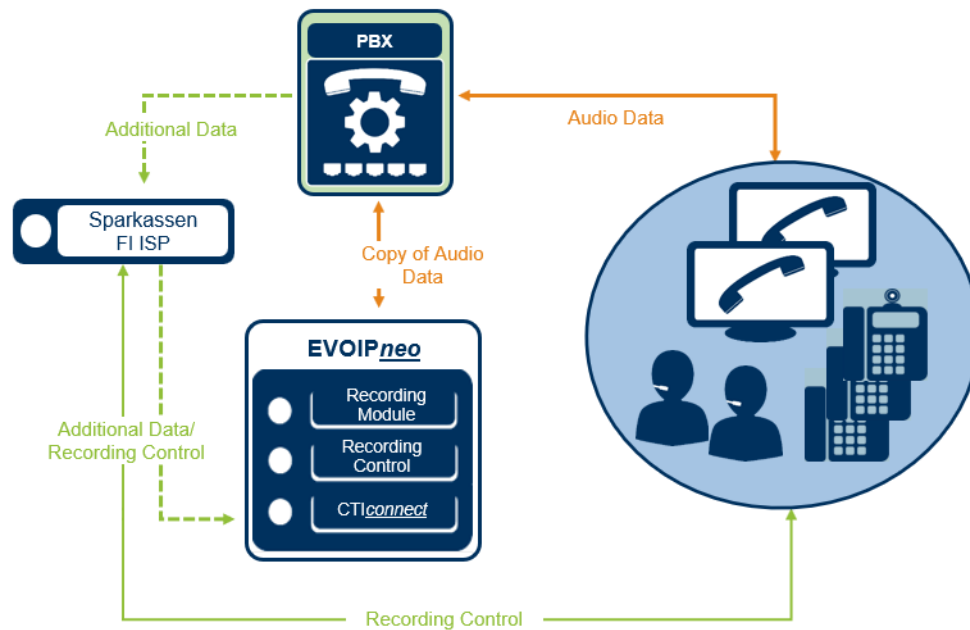 PBX
Audio Data
Additional Data
Sparkassen
FI ISP
Copy of Audio
Data
EVOIPneo
Recording
Module
Additional Data/
Recording Control
Recording
Control
CTIconnect
Recording Control